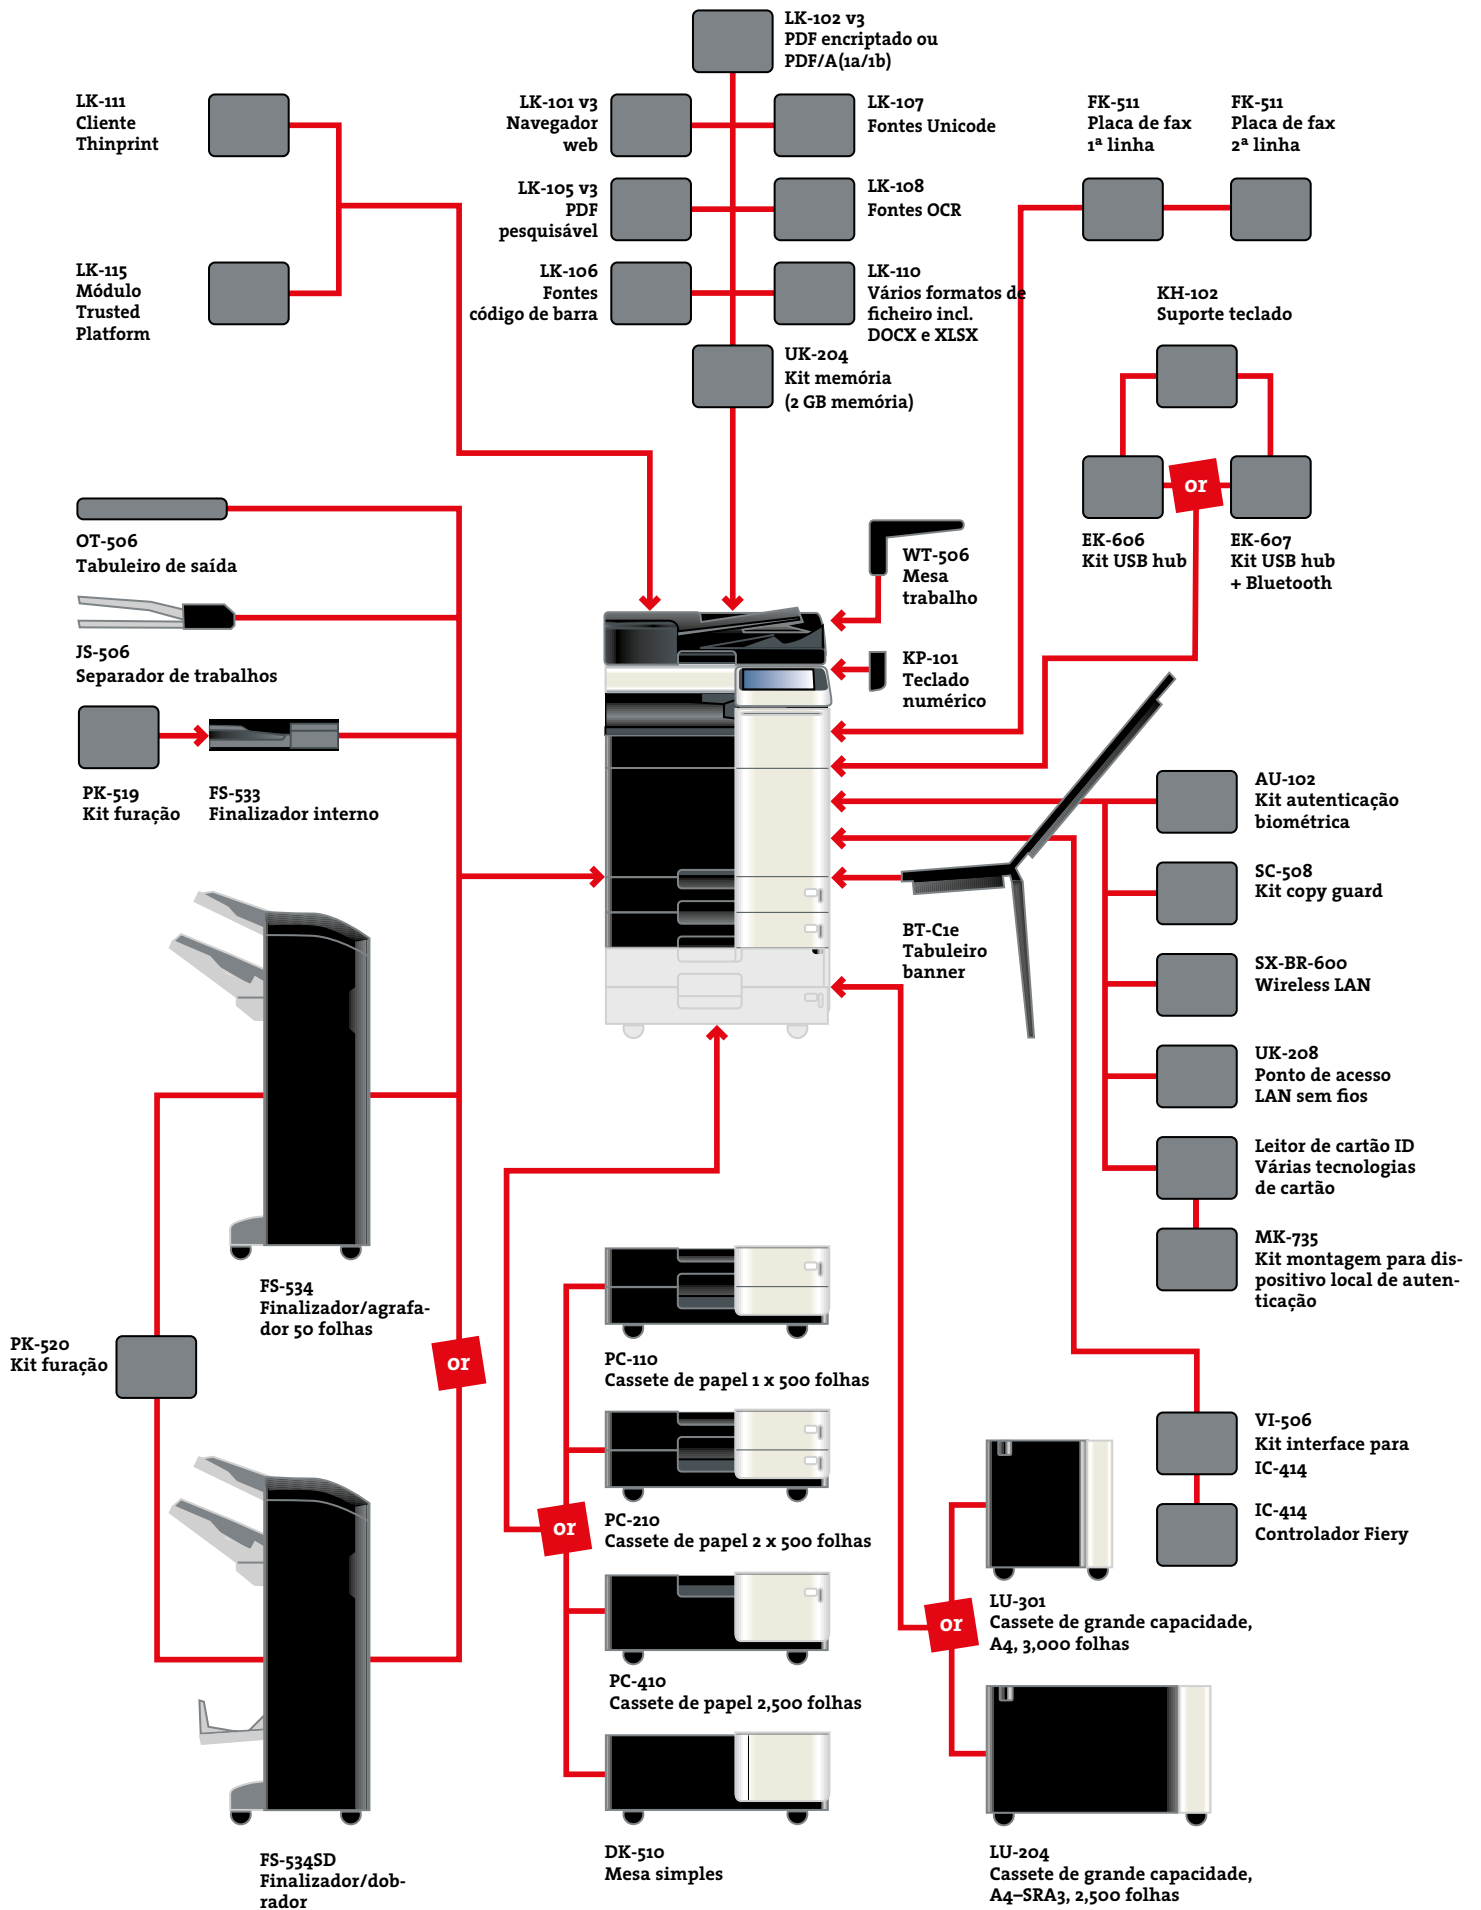 LK-102 v3
PDF encriptado ou
PDF/A(1a/1b)
LK-111
Cliente
Thinprint
LK-101 v3
Navegador
web
LK-107
Fontes Unicode
FK-511
Placa de fax
1ª linha
FK-511
Placa de fax
2ª linha
LK-105 v3
PDF
pesquisável
LK-108
Fontes OCR
LK-115
Módulo
Trusted
Platform
LK-106
Fontes
código de barra
LK-110
Vários formatos de
ficheiro incl.
DOCX e XLSX
KH-102
Suporte teclado
UK-204
Kit memória
(2 GB memória)
or
EK-606
Kit USB hub
EK-607
Kit USB hub
+ Bluetooth
OT-506
Tabuleiro de saída
WT-506
Mesa
trabalho
JS-506
Separador de trabalhos
KP-101
Teclado
numérico
PK-519
Kit furação
FS-533
Finalizador interno
AU-102
Kit autenticação
biométrica
SC-508
Kit copy guard
BT-C1e
Tabuleiro
banner
SX-BR-600
Wireless LAN
UK-208
Ponto de acesso
LAN sem fios
Leitor de cartão ID
Várias tecnologias
de cartão
MK-735
Kit montagem para dis-
positivo local de auten-
ticação
FS-534
Finalizador/agrafa-
dor 50 folhas
PK-520
Kit furação
or
PC-110
Cassete de papel 1 x 500 folhas
VI-506
Kit interface para
IC-414
or
PC-210
Cassete de papel 2 x 500 folhas
IC-414
Controlador Fiery
or
LU-301
Cassete de grande capacidade,
A4, 3,000 folhas
PC-410
Cassete de papel 2,500 folhas
FS-534SD
Finalizador/dob-
rador
DK-510
Mesa simples
LU-204
Cassete de grande capacidade,
A4–SRA3, 2,500 folhas